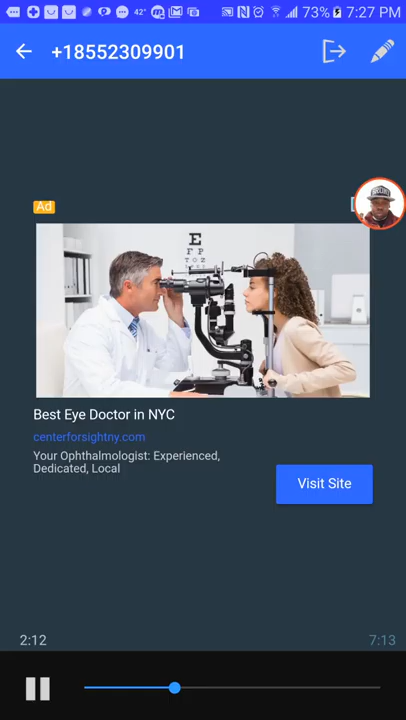 42°
73%
7:27 PM
+18552309901
Ad
E
F P
T O Z
Best Eye Doctor in NYC
centerforsightny.com
Your Ophthalmologist: Experienced,
Dedicated, Local
Visit Site
2:12
7:13